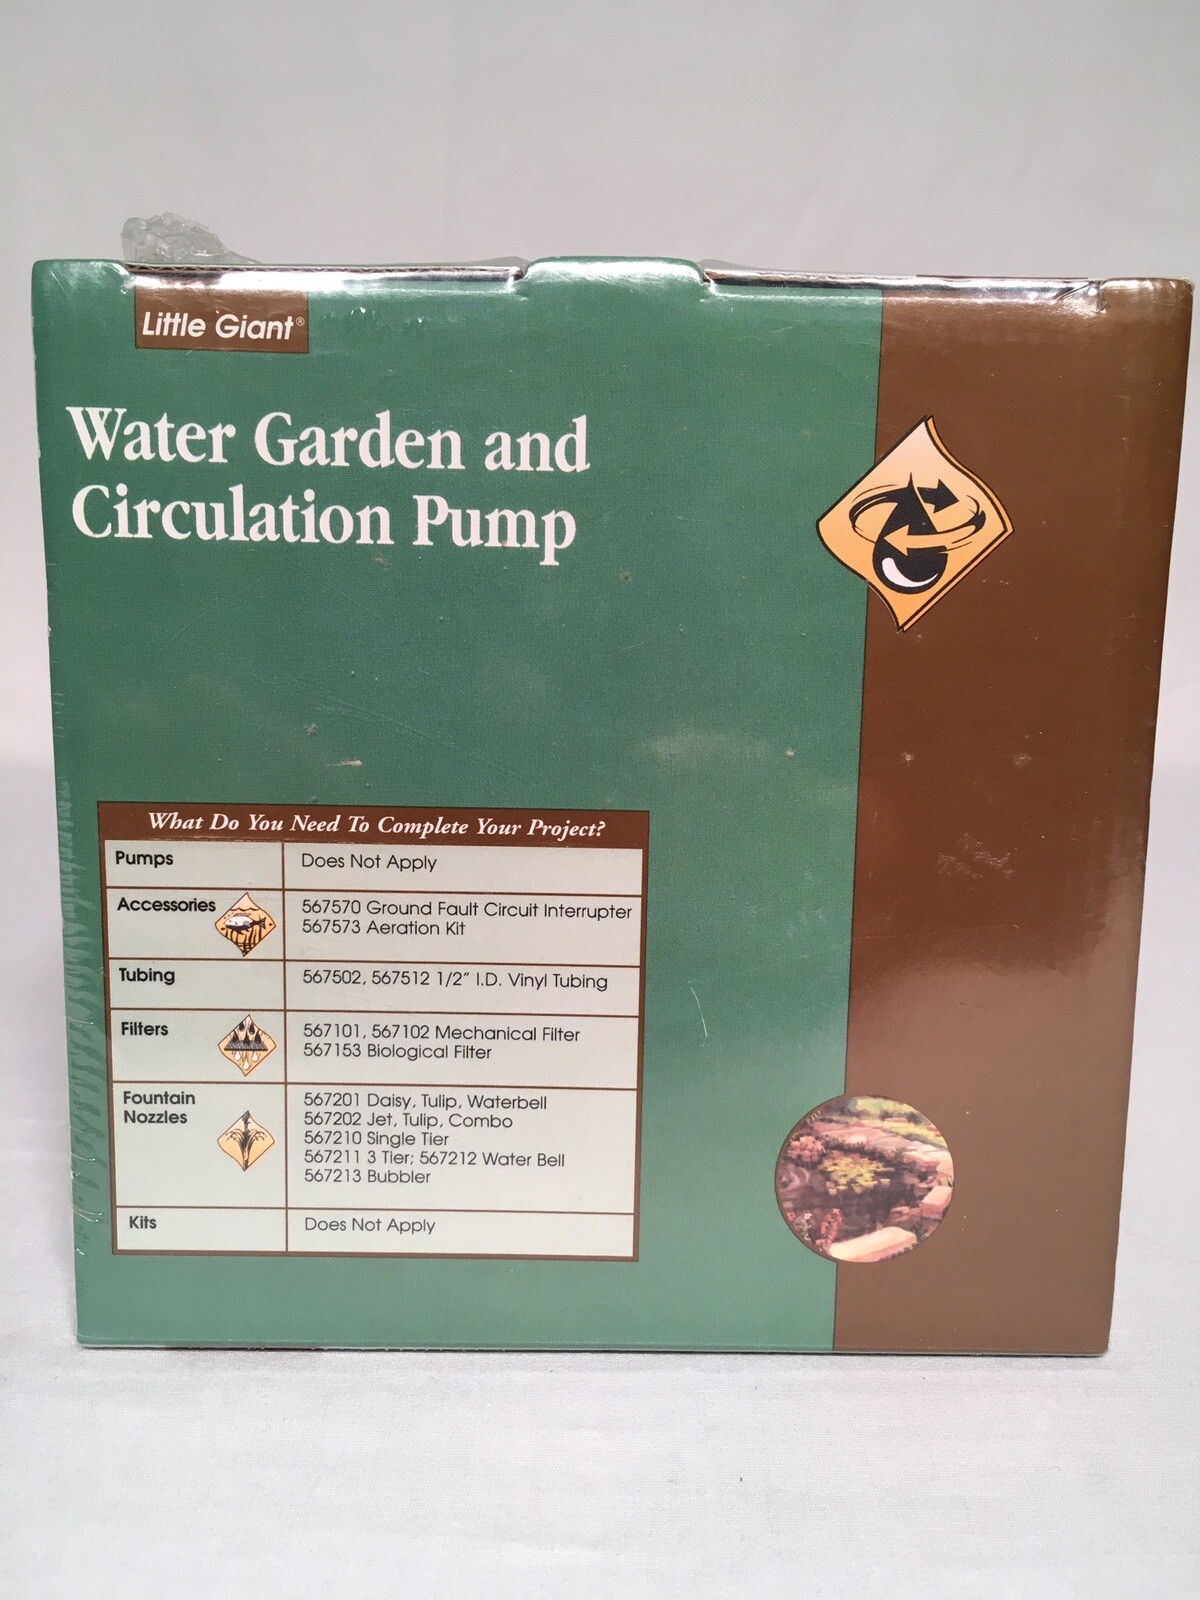 Little Giant®
Water Garden and
Circulation Pump
What Do You Need To Complete Your Project?
Pumps
Does Not Apply
Accessories
567570 Ground Fault Circuit Interrupter
567573 Aeration Kit
Tubing
567502, 567512 1/2" I.D. Vinyl Tubing
Filters
567101, 567102 Mechanical Filter
567153 Biological Filter
Fountain
Nozzles
567201 Daisy, Tulip, Waterbell
567202 Jet, Tulip, Combo
567210 Single Tier
567211 3 Tier; 567212 Water Bell
567213 Bubbler
Kits
Does Not Apply